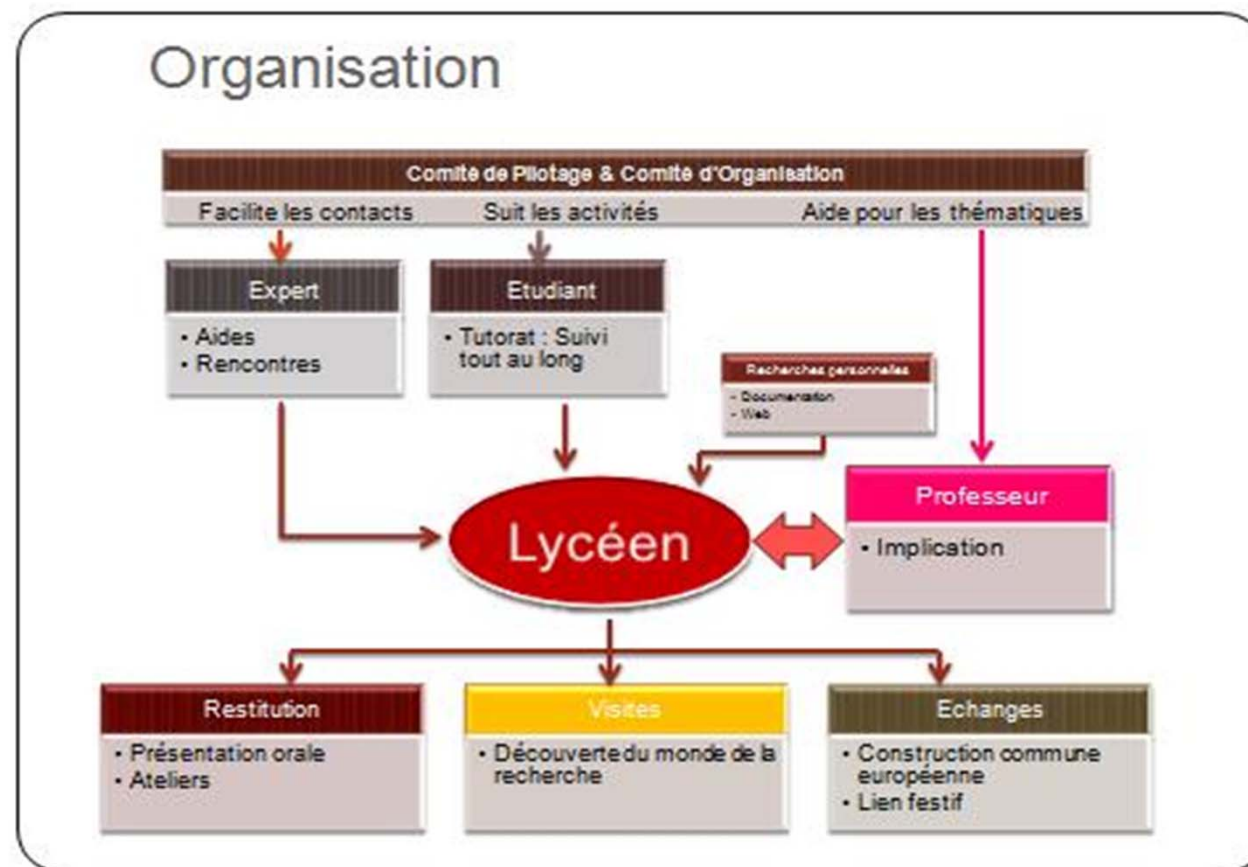 Organisation
Comité de Pilotage & Comité d'Organisation
Facilite les contacts
Suit les activités
Aide pour les thématiques
Expert
• Aides
• Rencontres
Etudiant
• Tutorat : Suivi
tout au long
Recherches personnelles
- Documentation
- Web
Professeur
• Implication
Lycéen
Restitution
• Présentation orale
• Ateliers
Visites
• Découverte du monde de la
recherche
Echanges
• Construction commune
européenne
• Lien festif